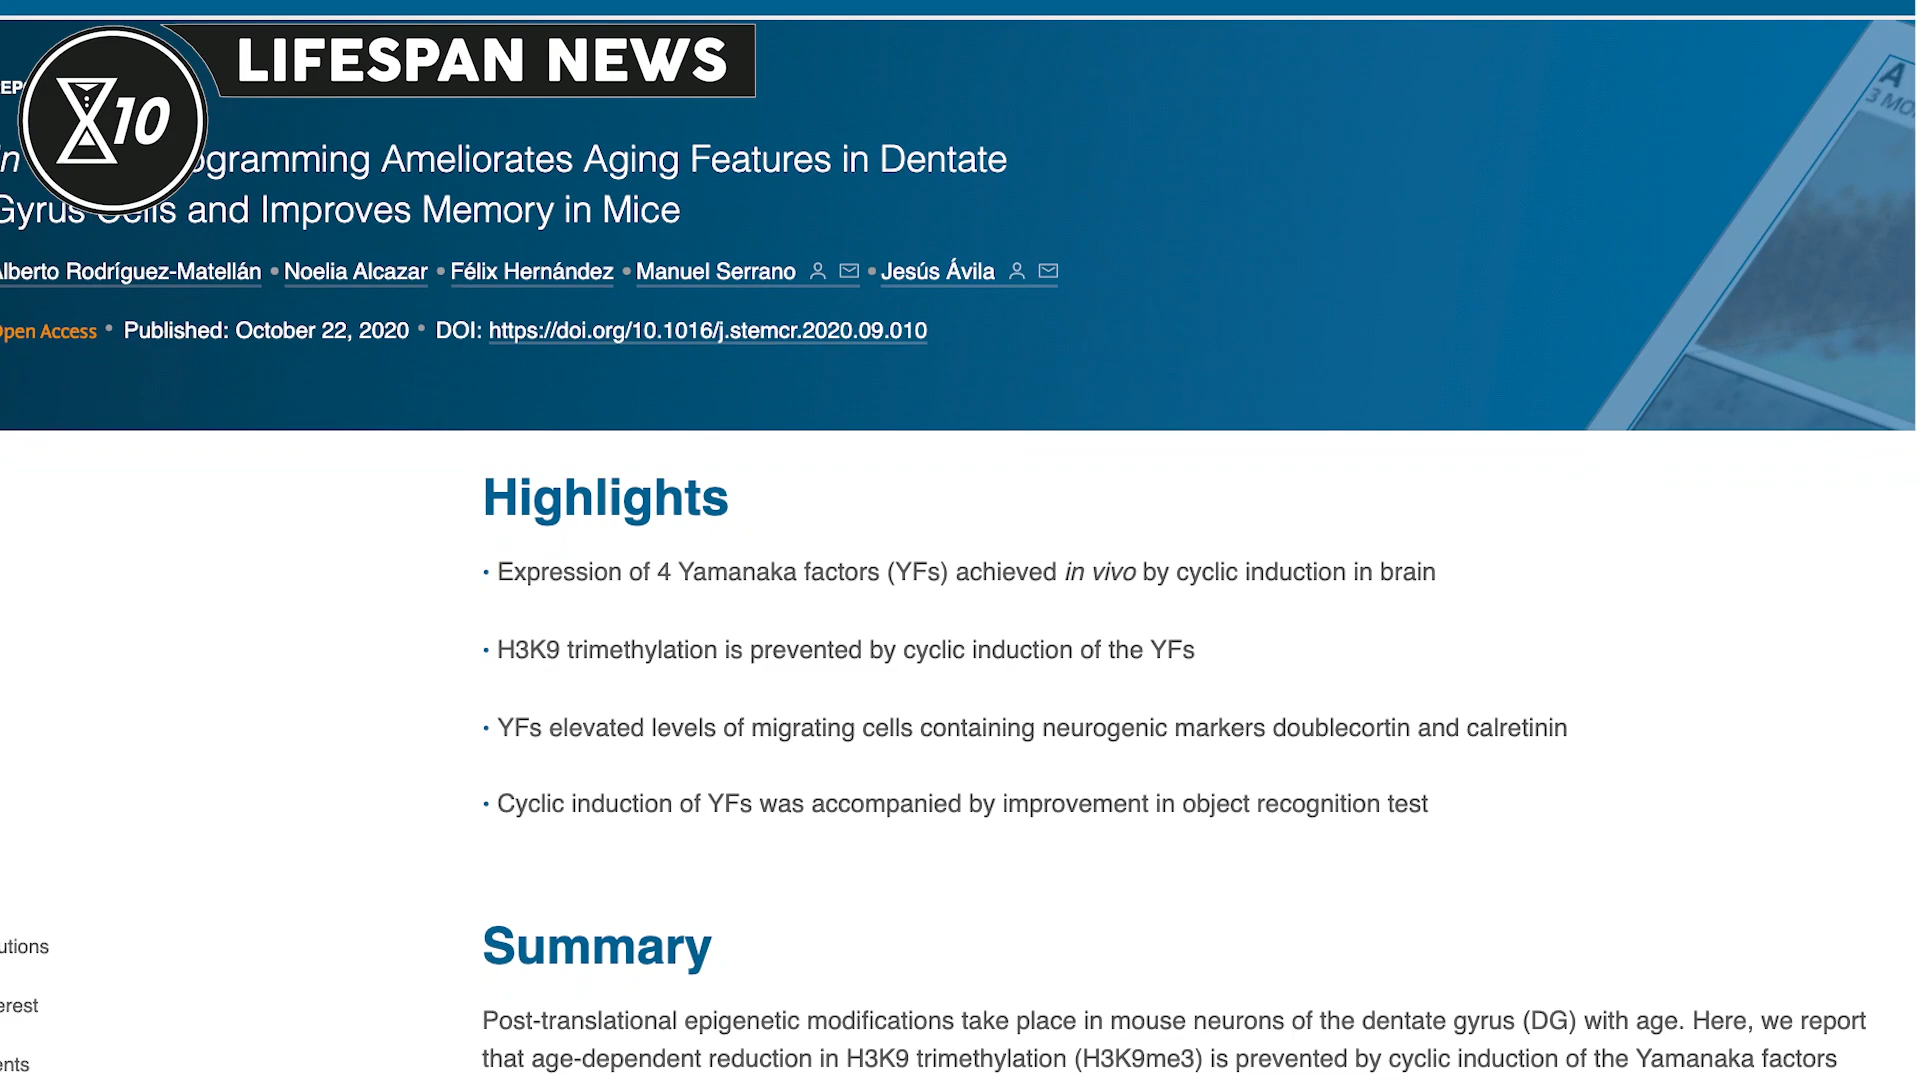 LIFESPAN NEWS
X10
ogramming Ameliorates Aging Features in Dentate
Gyrus Cells and Improves Memory in Mice
Alberto Rodríguez-Matellán • Noelia Alcazar • Félix Hernández • Manuel Serrano • Jesús Ávila
Open Access • Published: October 22, 2020 • DOI: https://doi.org/10.1016/j.stemcr.2020.09.010
A
3 MO
Highlights
• Expression of 4 Yamanaka factors (YFs) achieved in vivo by cyclic induction in brain
• H3K9 trimethylation is prevented by cyclic induction of the YFs
• YFs elevated levels of migrating cells containing neurogenic markers doublecortin and calretinin
• Cyclic induction of YFs was accompanied by improvement in object recognition test
utions
Summary
erest
Post-translational epigenetic modifications take place in mouse neurons of the dentate gyrus (DG) with age. Here, we report
that age-dependent reduction in H3K9 trimethylation (H3K9me3) is prevented by cyclic induction of the Yamanaka factors
ents